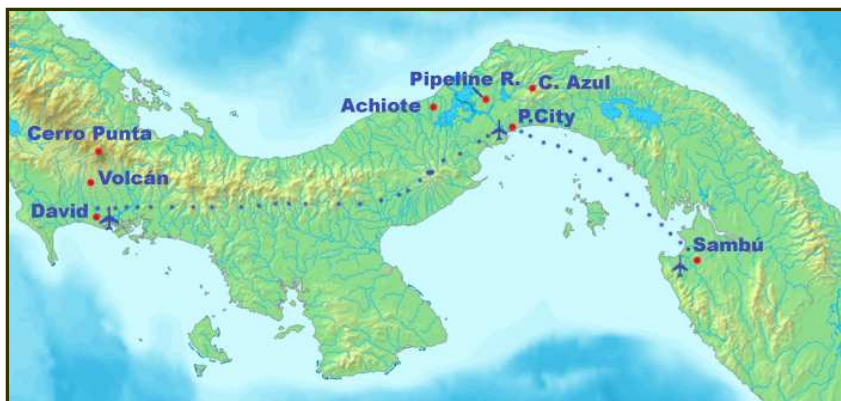 Pipeline R.
C. Azul
Achiote
P.City
Cerro Punta
Volcán
David
Sambú